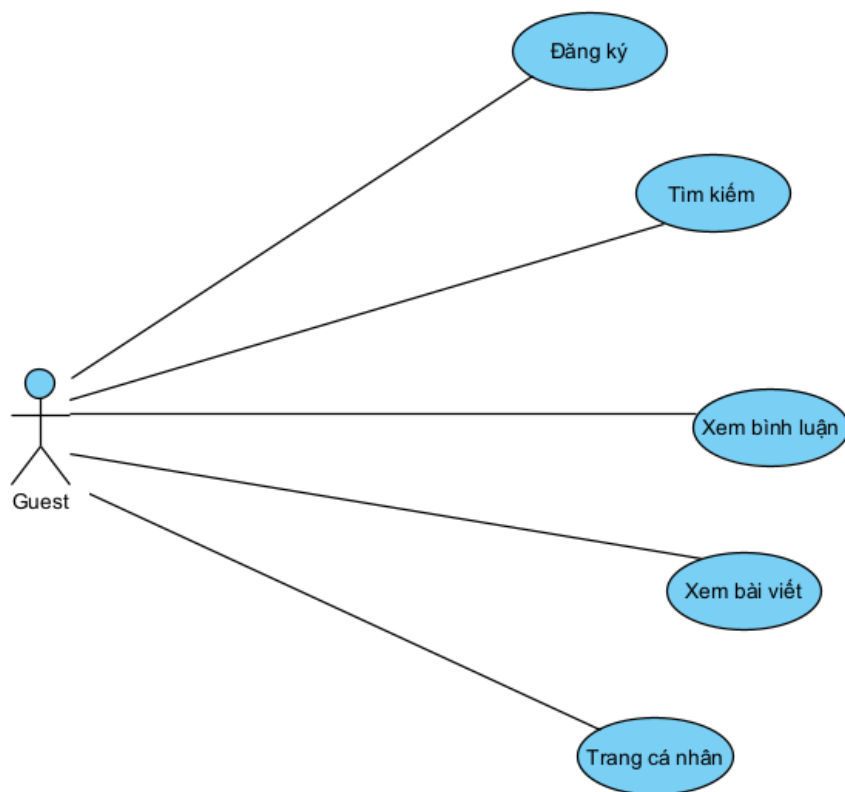 Đăng ký
Tìm kiếm
Xem bình luận
Guest
Xem bài viết
Trang cá nhân